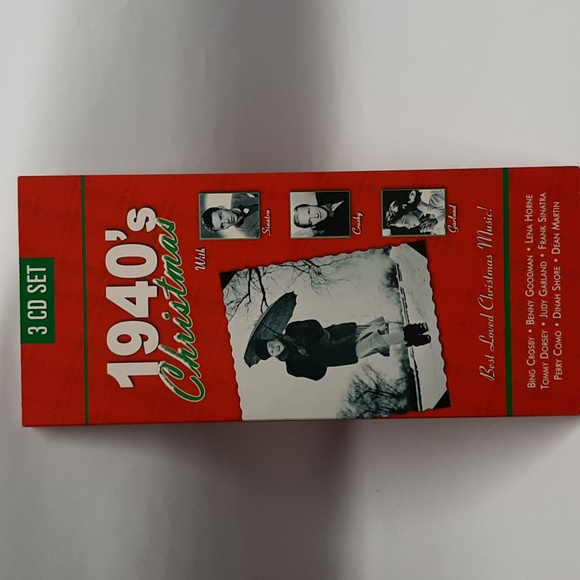 3 CD SET
1940's
Christmas
With
Sinatra
Crosby
Garland
Best Loved Christmas Music!
BING CROSBY • BENNY GOODMAN • LENA HORNE
TOMMY DORSEY • JUDY GARLAND • FRANK SINATRA
PERRY COMO • DINAH SHORE • DEAN MARTIN